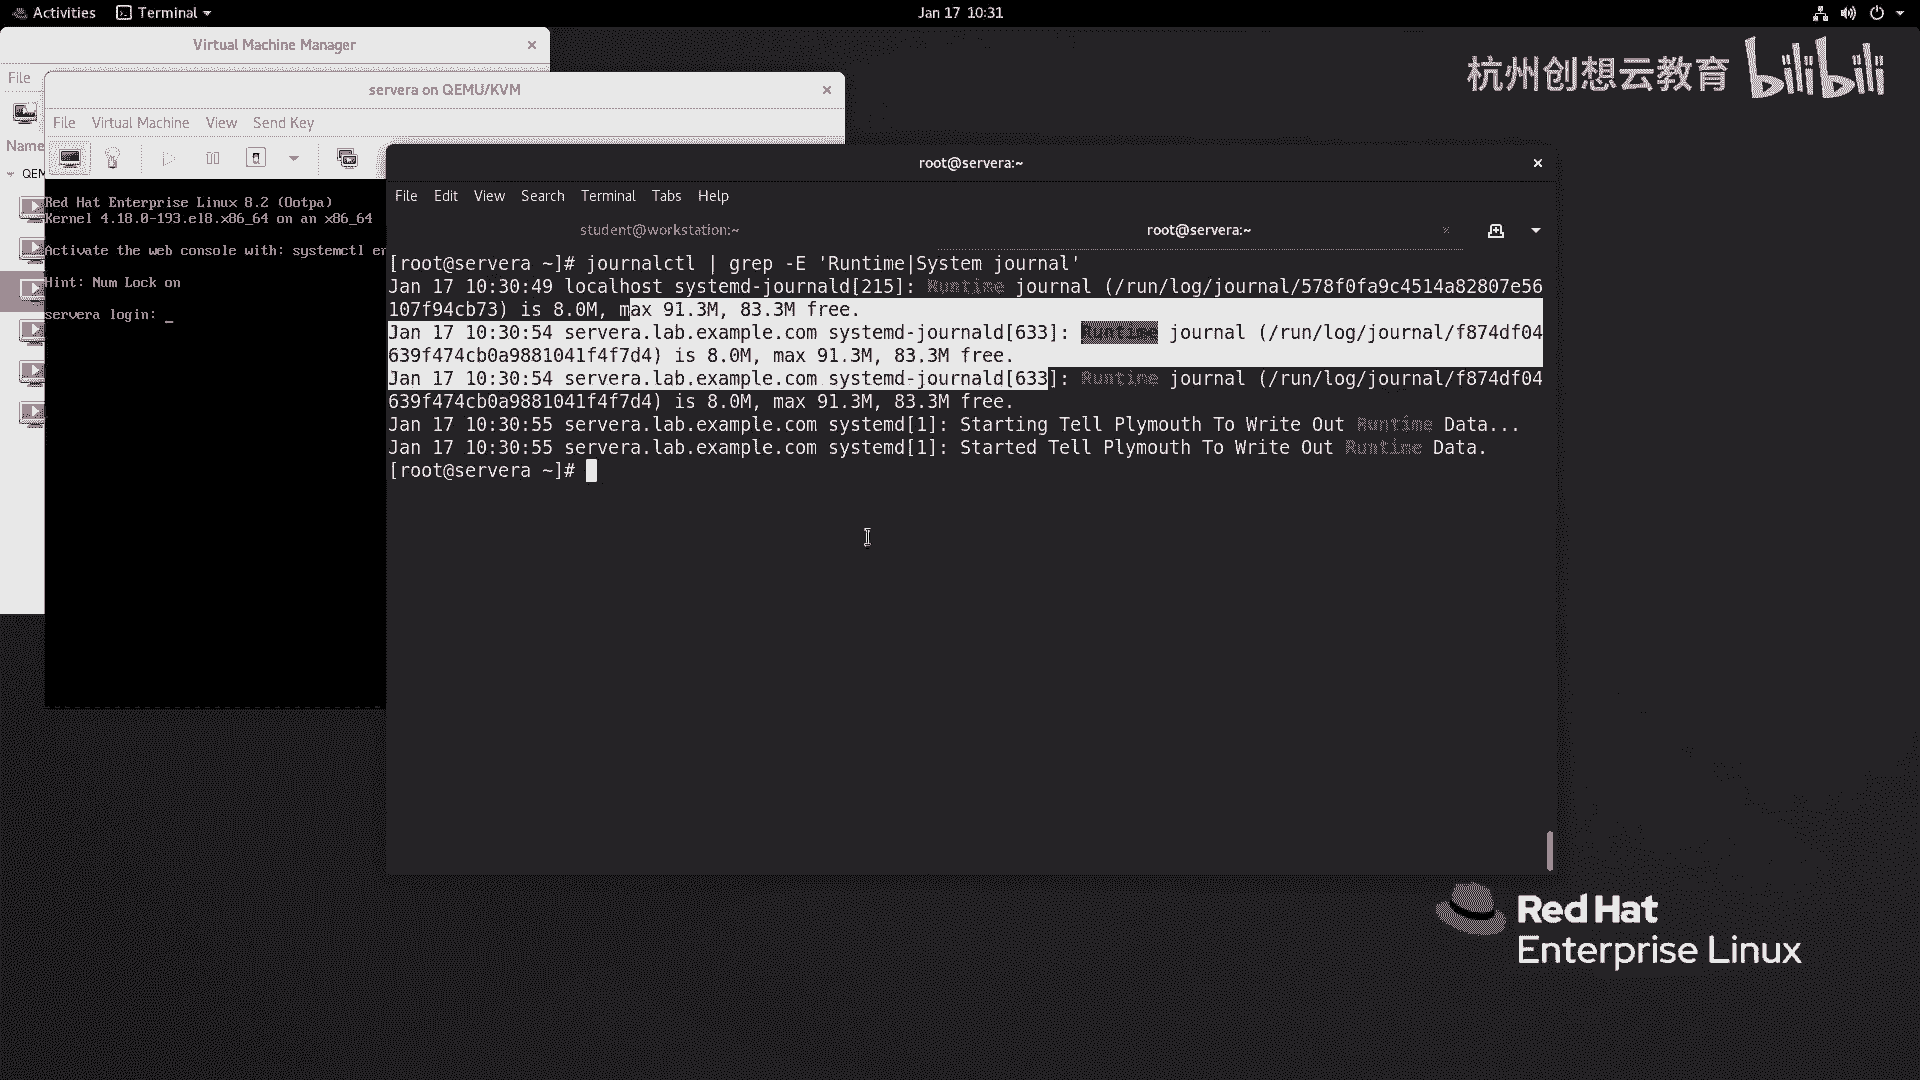 Activities
Terminal
Jan 17 10:31
Virtual Machine Manager
File
servera on QEMU/KVM
File Virtual Machine View Send Key
Name
QEM
Red Hat Enterprise Linux 8.2 (Ootpa)
Kernel 4.18.0-193.el8.x86_64 on an x86_64
Activate the web console with: systemctl en
Hint: Num Lock on
servera login: _
root@servera:~
File Edit View Search Terminal Tabs Help
student@workstation:~
root@servera:~
[root@servera ~]# journalctl | grep -E 'Runtime|System journal'
Jan 17 10:30:49 localhost systemd-journald[215]: Runtime journal (/run/log/journal/578f0fa9c4514a82807e56
107f94cb73) is 8.0M, max 91.3M, 83.3M free.
Jan 17 10:30:54 servera.lab.example.com systemd-journald[633]: Runtime journal (/run/log/journal/f874df04
639f474cb0a9881041f4f7d4) is 8.0M, max 91.3M, 83.3M free.
Jan 17 10:30:54 servera.lab.example.com systemd-journald[633]: Runtime journal (/run/log/journal/f874df04
639f474cb0a9881041f4f7d4) is 8.0M, max 91.3M, 83.3M free.
Jan 17 10:30:55 servera.lab.example.com systemd[1]: Starting Tell Plymouth To Write Out Runtime Data...
Jan 17 10:30:55 servera.lab.example.com systemd[1]: Started Tell Plymouth To Write Out Runtime Data.
[root@servera ~]#
杭州创想云教育 bilibili
Red Hat
Enterprise Linux